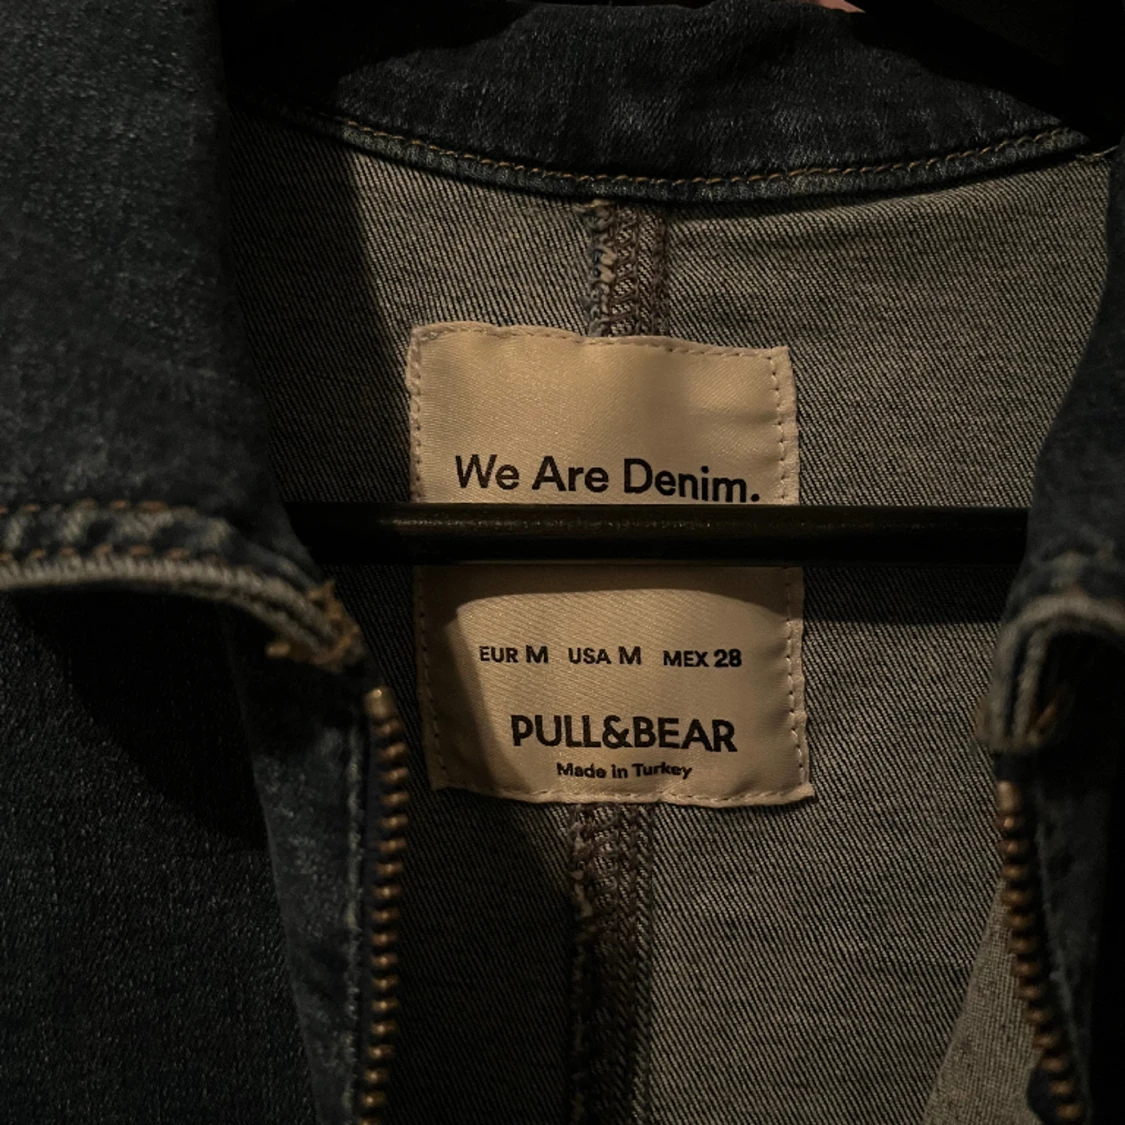 We Are Denim.
EUR M USA M MEX 28
PULL&BEAR
Made in Turkey